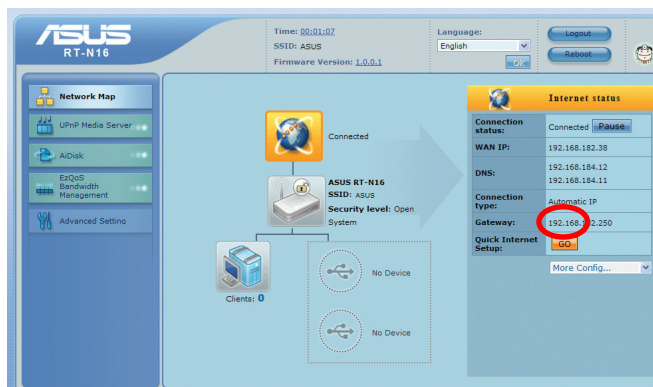 ASUS
RT-N16
Time: 00:01:07
SSID: ASUS
Firmware Version: 1.0.0.1
Language:
English
OK
Logout
Reboot
Network Map
UPnP Media Server
AiDisk
EzQoS
Bandwidth
Management
Advanced Setting
Connected
ASUS RT-N16
SSID: ASUS
Security level: Open
System
Clients: 0
No Device
No Device
Internet status
Connection
status:
Connected Pause
WAN IP: 192.168.182.38
DNS:
192.168.184.12
192.168.184.11
Connection
type:
Automatic IP
Gateway:
Quick Internet
Setup:
GO
More Config...